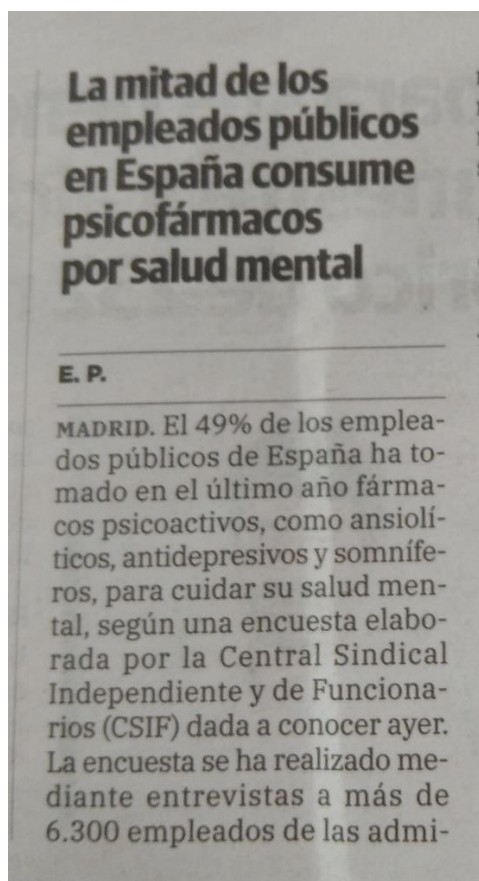 La mitad de los
empleados públicos
en España consume
psicofármacos
por salud mental
E. P.
MADRID. El 49% de los emplea-
dos públicos de España ha to-
mado en el último año fárma-
cos psicoactivos, como ansiolí-
ticos, antidepresivos y somnífe-
ros, para cuidar su salud men-
tal, según una encuesta elabo-
rada por la Central Sindical
Independiente y de Funciona-
rios (CSIF) dada a conocer ayer.
La encuesta se ha realizado me-
diante entrevistas a más de
6.300 empleados de las admi-